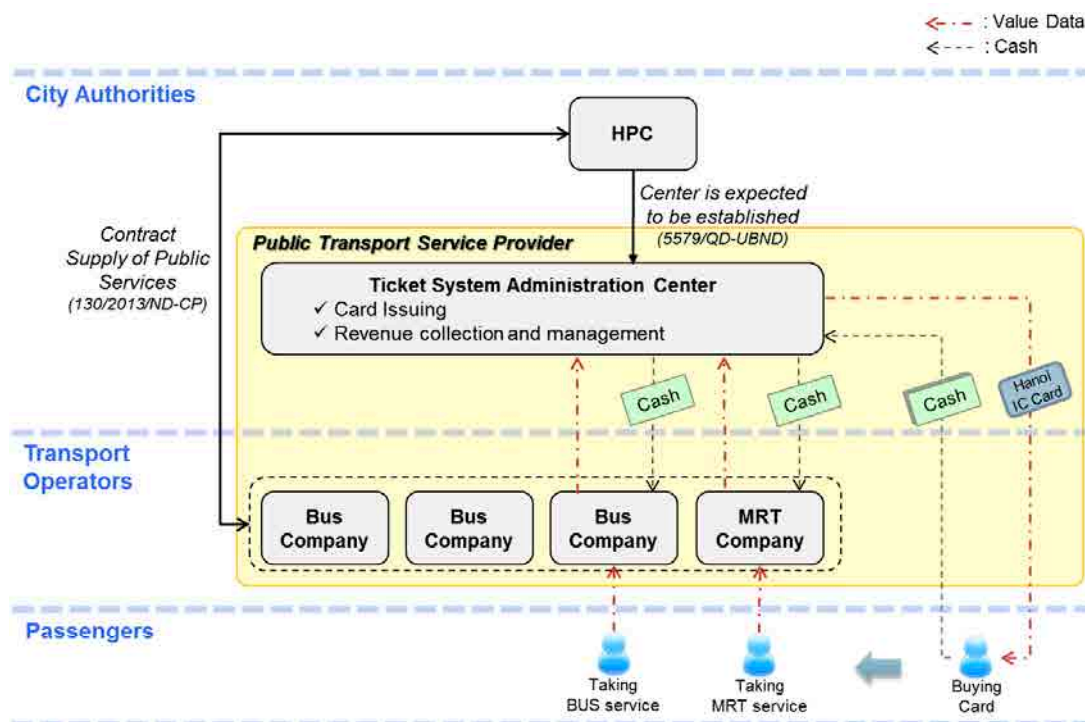 : Value Data
: Cash
City Authorities
HPC
Center is expected
to be established
(5579/QD-UBND)
Contract
Supply of Public
Services
(130/2013/ND-CP)
Public Transport Service Provider
Ticket System Administration Center
✓ Card Issuing
✓ Revenue collection and management
Cash
Cash
Cash
Hanoi
IC Card
Transport
Operators
Bus
Company
Bus
Company
Bus
Company
MRT
Company
Passengers
Taking
BUS service
Taking
MRT service
Buying
Card